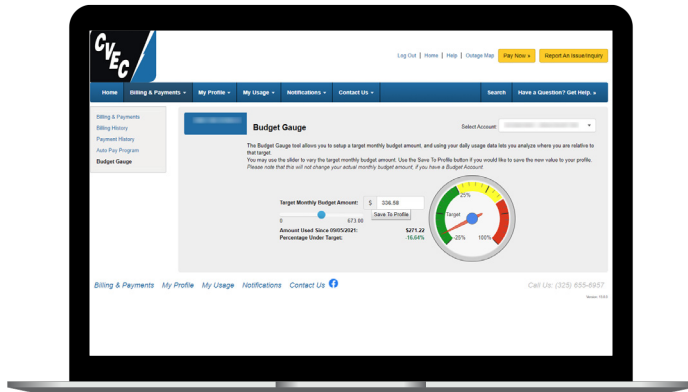 CVEC
Log Out | Home | Help | Outage Map Pay Now » Report An Issue/Inquiry
Home Billing & Payments My Profile My Usage Notifications Contact Us Search Have a Question? Get Help. »
Billing & Payments
Billing History
Payment History
Auto Pay Program
Budget Gauge
Budget Gauge
Select Account:
The Budget Gauge tool allows you to setup a target monthly budget amount, and using your daily usage data lets you analyze where you are relative to
that target.
You may use the slider to vary the target monthly budget amount. Use the Save To Profile button if you would like to save the new value to your profile.
Please note that this will not change your actual monthly budget amount, if you have a Budget Account.
Target Monthly Budget Amount: $ 336.58
0 673.00 Save To Profile
Amount Used Since 09/05/2021: $271.22
Percentage Under Target: -16.64%
25%
Target
-25% 100%
Billing & Payments My Profile My Usage Notifications Contact Us
Call Us: (325) 655-6957